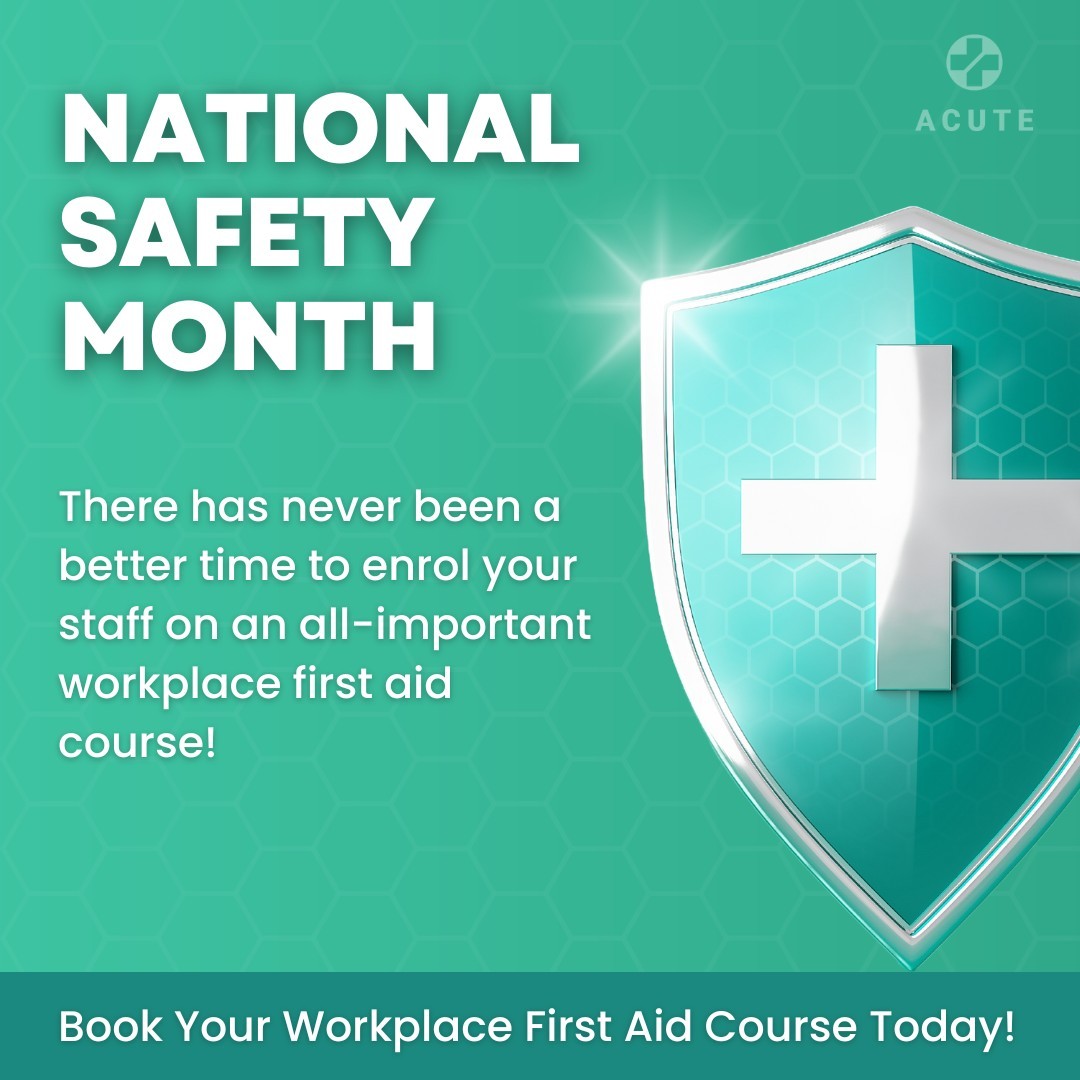 ACUTE
NATIONAL
SAFETY
MONTH
There has never been a
better time to enrol your
staff on an all-important
workplace first aid
course!
Book Your Workplace First Aid Course Today!